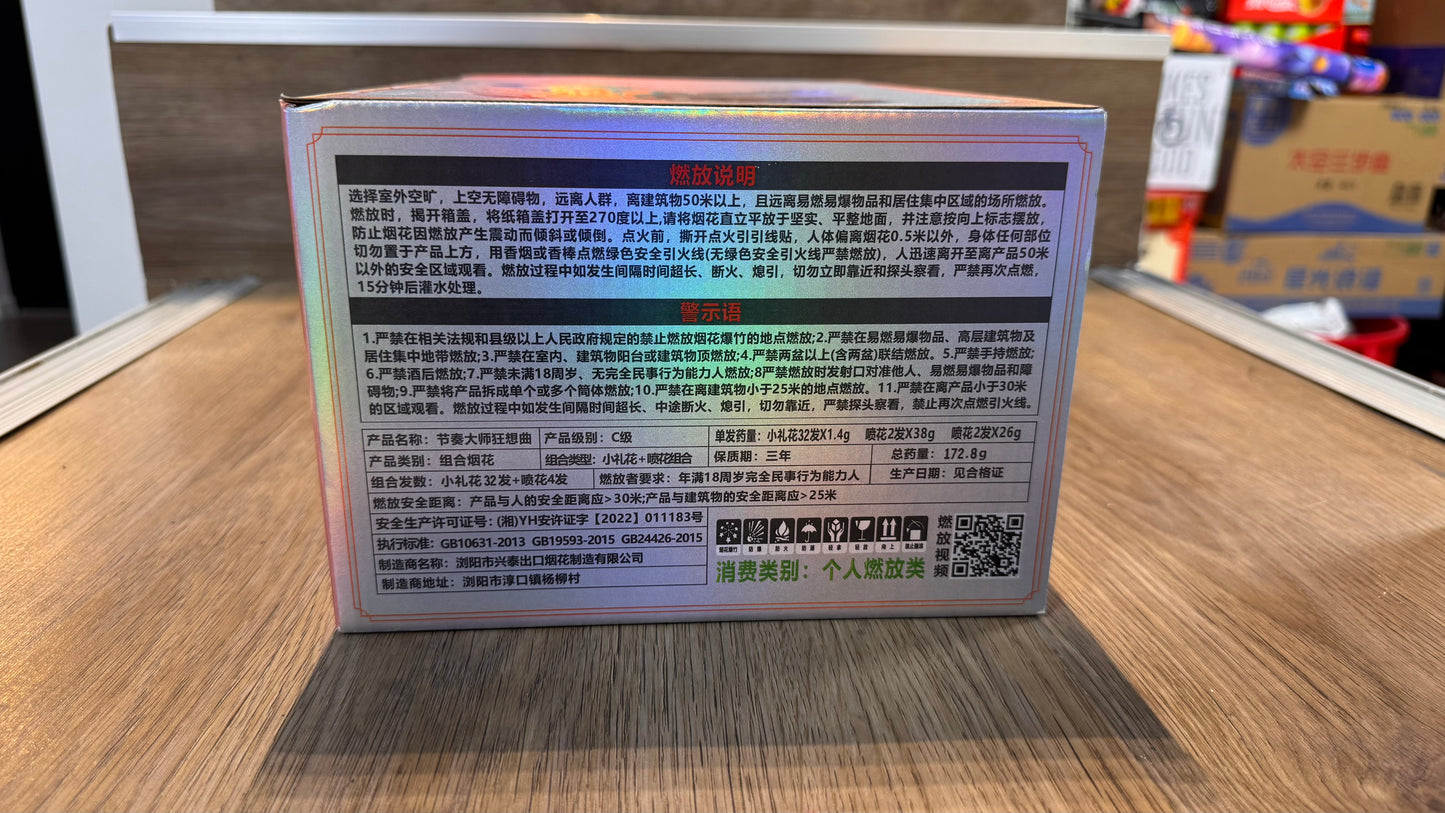 燃放说明
选择室外空旷，上空无障碍物，远离人群，离建筑物50米以上，且远离易燃易爆物品和居住集中区域的场所燃放。
燃放时，揭开箱盖，将纸箱盖打开至270度以上,请将烟花直立平放于坚实、平整地面，并注意按向上标志摆放，
防止烟花因燃放产生震动而倾斜或倾倒。点火前，撕开点火引引线贴，人体偏离烟花0.5米以外，身体任何部位
切勿置于产品上方，用香烟或香棒点燃绿色安全引火线(无绿色安全引火线严禁燃放)，人迅速离开至离产品50米
以外的安全区域观看。燃放过程中如发生间隔时间超长、断火、熄引，切勿立即靠近和探头察看，严禁再次点燃，
15分钟后灌水处理。
警示语
1.严禁在相关法规和县级以上人民政府规定的禁止燃放烟花爆竹的地点燃放;2.严禁在易燃易爆物品、高层建筑物及
居住集中地带燃放;3.严禁在室内、建筑物阳台或建筑物顶燃放;4.严禁两盆以上(含两盆)联结燃放。5.严禁手持燃放;
6.严禁酒后燃放;7.严禁未满18周岁、无完全民事行为能力人燃放;8严禁燃放时发射口对准他人、易燃易爆物品和障
碍物;9.严禁将产品拆成单个或多个筒体燃放;10.严禁在离建筑物小于25米的地点燃放。11.严禁在离产品小于30米
的区域观看。燃放过程中如发生间隔时间超长、中途断火、熄引，切勿靠近，严禁探头察看，禁止再次点燃引火线。
产品名称：节奏大师狂想曲 产品级别：C级 单发药量：小礼花32发X1.4g 喷花2发X38g 喷花2发X26g
产品类别：组合烟花 组合类型：小礼花+喷花组合 保质期：三年 总药量：172.8g
组合发数：小礼花32发+喷花4发 燃放者要求：年满18周岁完全民事行为能力人 生产日期：见合格证
燃放安全距离：产品与人的安全距离应>30米;产品与建筑物的安全距离应>25米
安全生产许可证号：(湘)YH安许证字【2022】011183号
执行标准：GB10631-2013 GB19593-2015 GB24426-2015
制造商名称：浏阳市兴泰出口烟花制造有限公司
制造商地址：浏阳市淳口镇杨柳村
烟花爆竹 防爆 防火 防潮 轻拿 轻放 向上
消费类别：个人燃放类
燃放视频